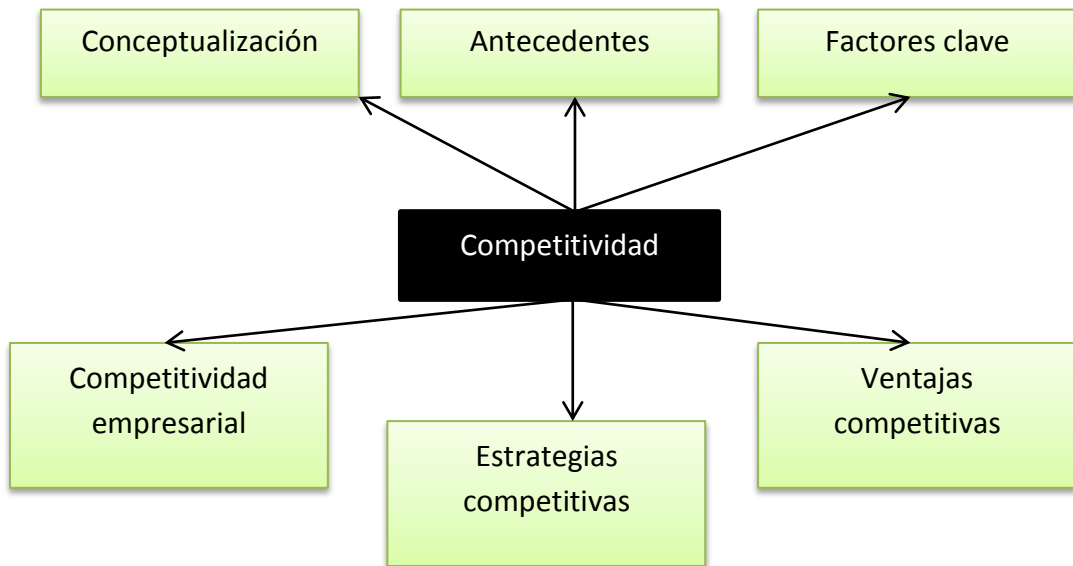 Conceptualización
Antecedentes
Factores clave
Competitividad
Competitividad
empresarial
Estrategias
competitivas
Ventajas
competitivas